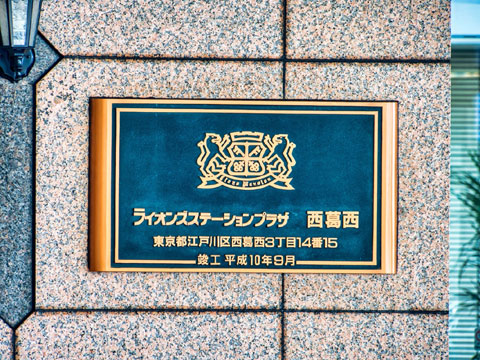 ライオンズステーションプラザ　西葛西
東京都江戸川区西葛西3丁目14番15
竣工 平成10年9月